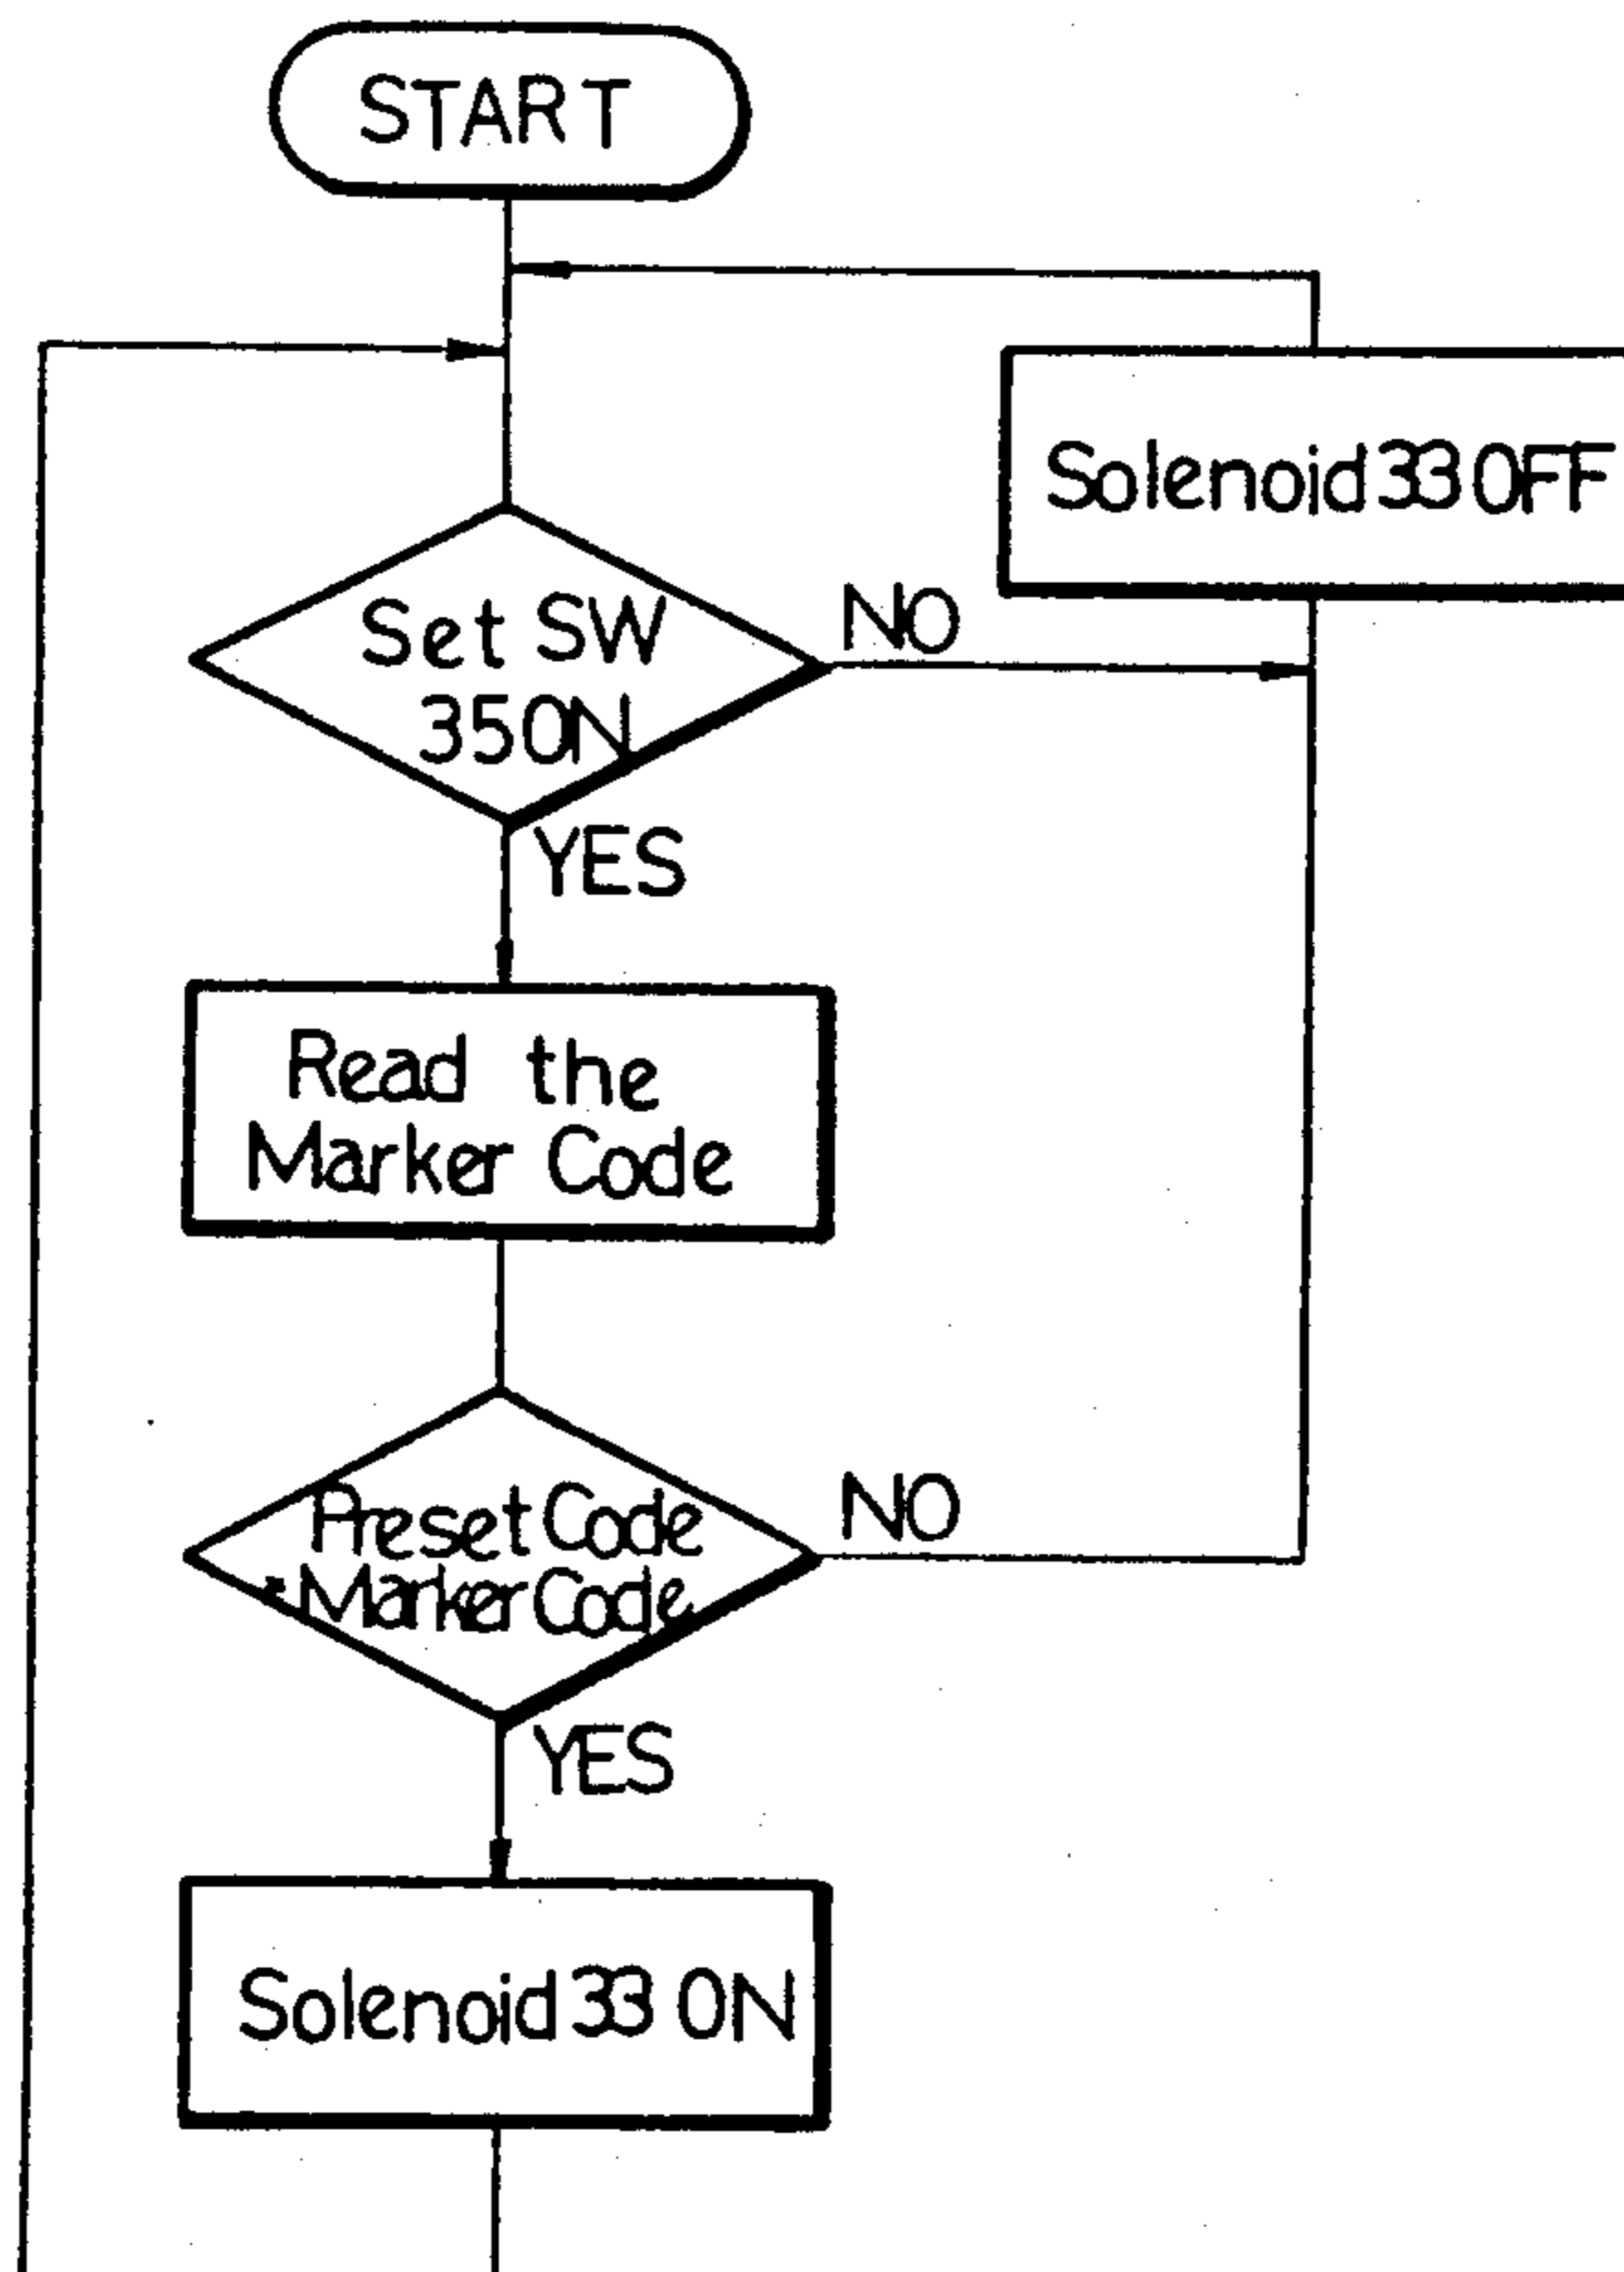 START
Solenoid 33 OFF
Set SW
35 ON
NO
YES
Read the
Marker Code
Preset Code
Marker Code
NO
YES
Solenoid 33 ON